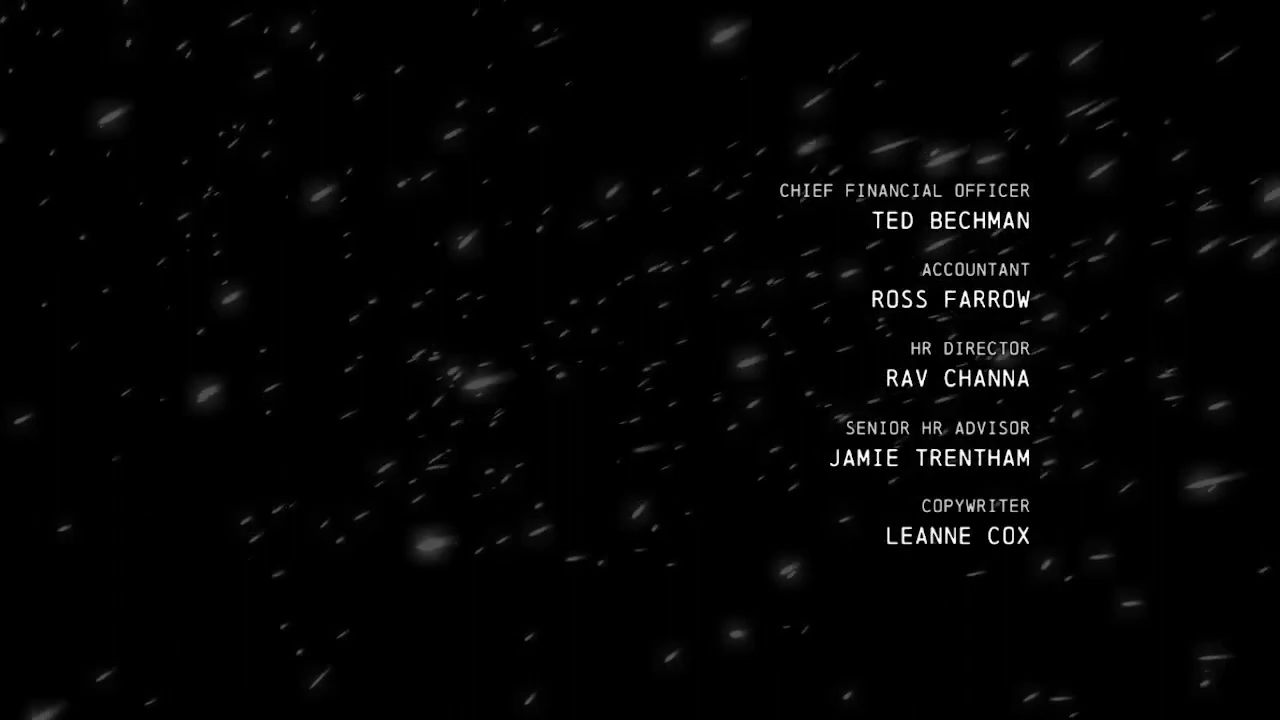 CHIEF FINANCIAL OFFICER
TED BECHMAN
ACCOUNTANT
ROSS FARROW
HR DIRECTOR
RAV CHANNA
SENIOR HR ADVISOR
JAMIE TRENTHAM
COPYWRITER
LEANNE COX